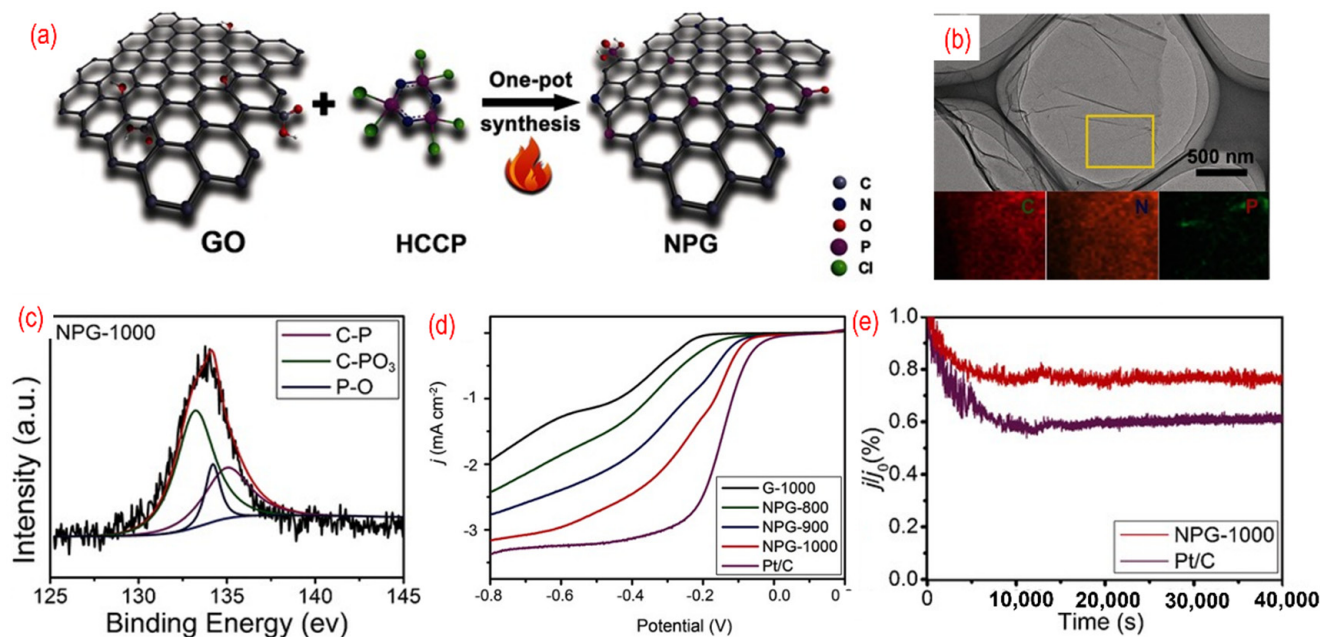 (a)
GO
+
HCCP
One-pot
synthesis
NPG
C
N
O
P
Cl
(b)
500 nm
C N P
(c)
NPG-1000
C-P
C-PO₃
P-O
Intensity (a.u.)
125 130 135 140 145
Binding Energy (ev)
(d)
j (mA cm⁻²)
-1
-2
-3
G-1000
NPG-800
NPG-900
NPG-1000
Pt/C
-0.8 -0.6 -0.4 -0.2 0.0 0
Potential (V)
(e)
j/j₀(%)
1.0
0.8
0.6
0.4
0.0
NPG-1000
Pt/C
0 10,000 20,000 30,000 40,000
Time (s)